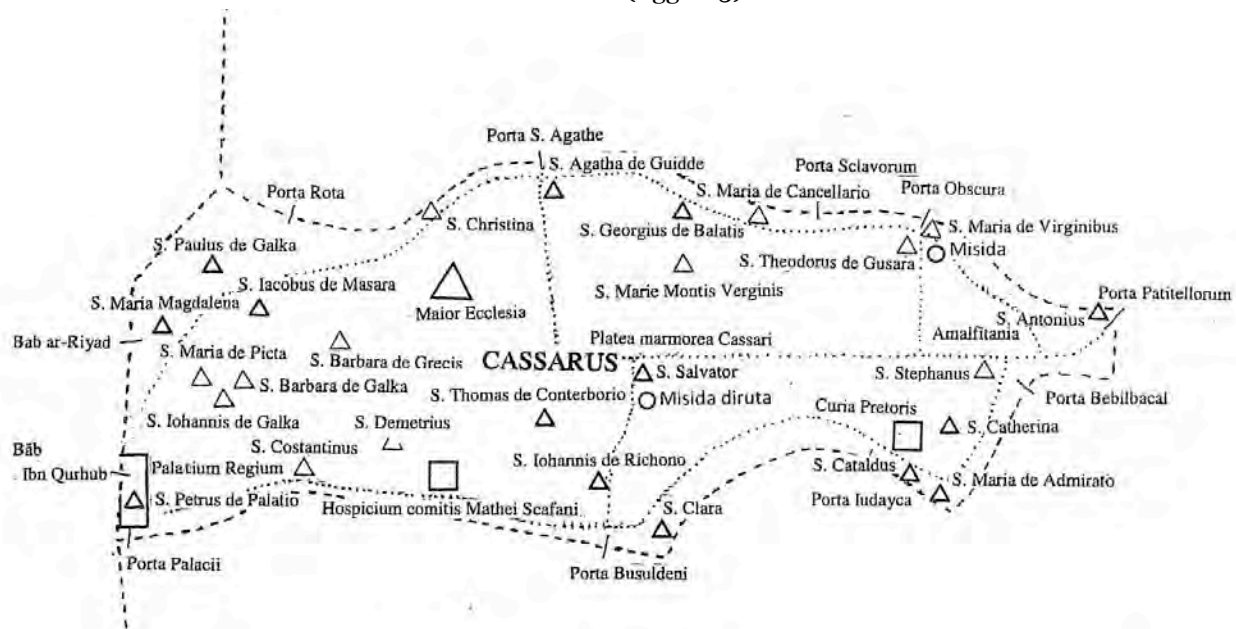 Porta S. Agathe
S. Agatha de Guidde
Porta Sclavorum
Porta Rota
S. Maria de Cancellario
Porta Obscura
S. Christina
S. Georgius de Balatis
S. Maria de Virginibus
S. Paulus de Galka
S. Theodorus de Gusara
Misida
S. Iacobus de Masara
S. Marie Montis Verginis
S. Maria Magdalena
Maior Ecclesia
Porta Patitellorum
S. Antonius
Bab ar-Riyad
Platea marmorea Cassari
Amalfitania
S. Maria de Picta
S. Barbara de Grecis
CASSARUS
S. Salvator
S. Stephanus
S. Barbara de Galka
S. Thomas de Conterborio
Misida diruta
Porta Bebilbacal
Curia Pretoris
S. Iohannis de Galka
S. Demetrius
S. Catherina
S. Costantinus
Bāb
Ibn Qurhub
Palatium Regium
S. Iohannis de Richono
S. Cataldus
S. Maria de Admirato
S. Petrus de Palatio
Porta Iudayca
Hospicium comitis Mathei Scafani
S. Clara
Porta Palacii
Porta Busuldeni